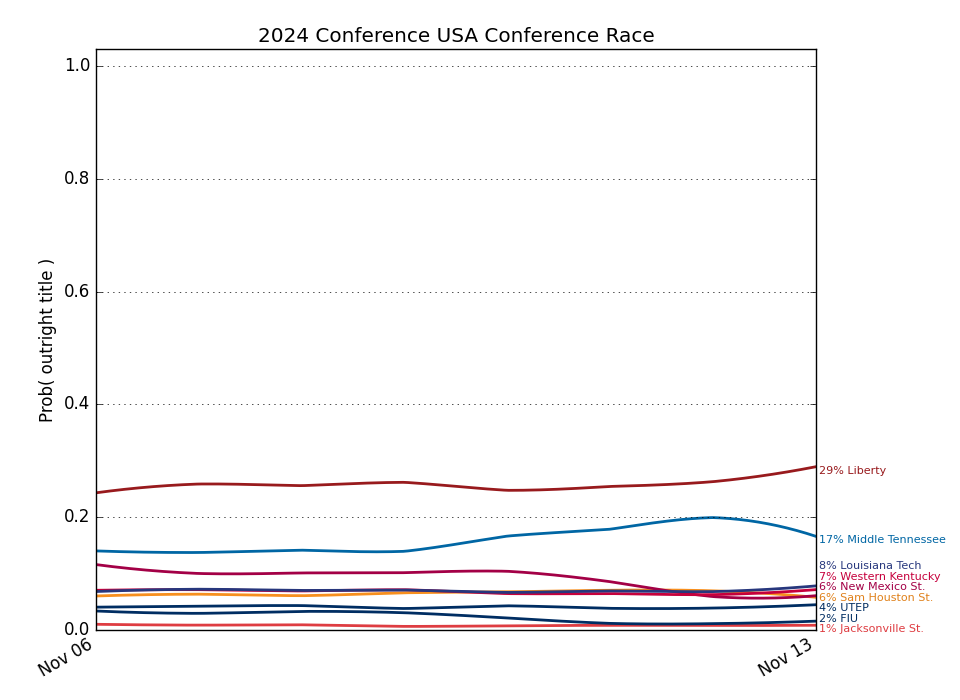 2024 Conference USA Conference Race
Prob( outright title )
1.0
0.8
0.6
0.4
0.2
0.0
29% Liberty
17% Middle Tennessee
8% Louisiana Tech
7% Western Kentucky
6% New Mexico St.
6% Sam Houston St.
4% UTEP
2% FIU
1% Jacksonville St.
Nov 06
Nov 13